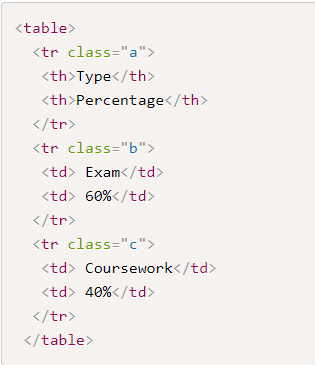 <table>
<tr class="a">
<th>Type</th>
<th>Percentage</th>
</tr>
<tr class="b">
<td> Exam</td>
<td> 60%</td>
</tr>
<tr class="c">
<td> Coursework</td>
<td> 40%</td>
</tr>
</table>